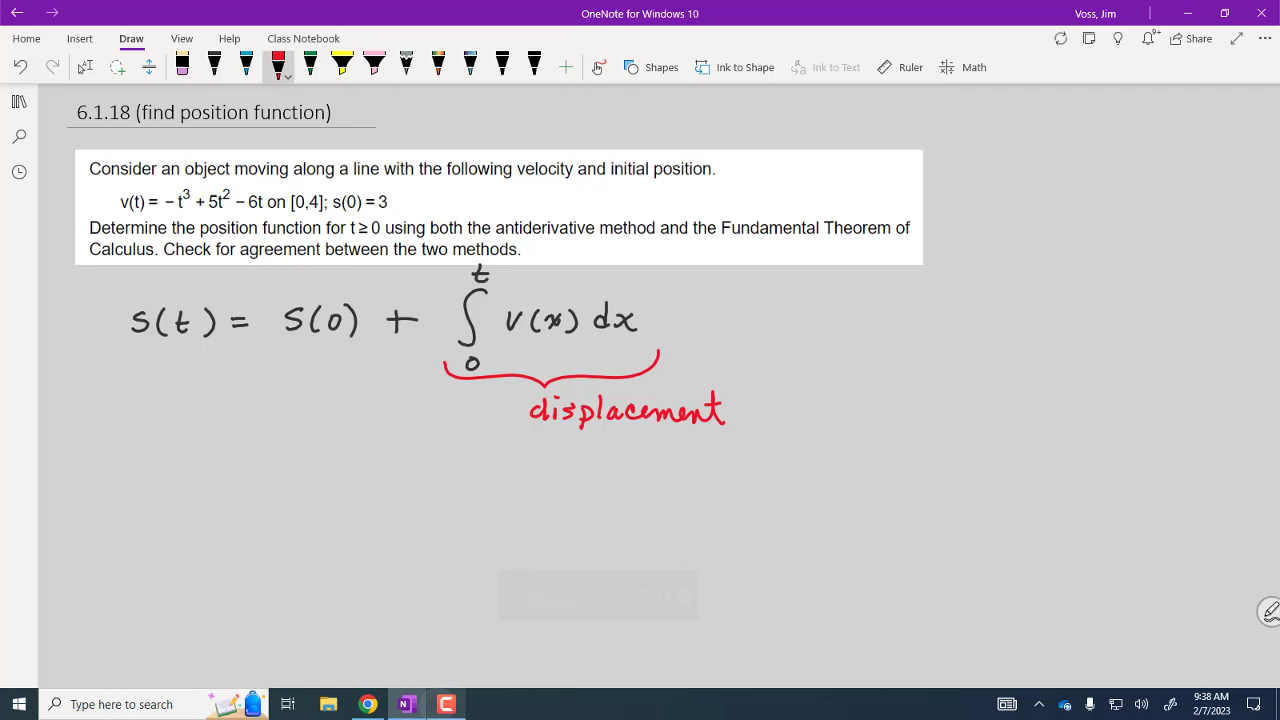 OneNote for Windows 10
Voss, Jim
Home Insert Draw View Help Class Notebook
Share
Shapes Ink to Shape Ink to Text Ruler Math
6.1.18 (find position function)
Consider an object moving along a line with the following velocity and initial position.
v(t) = − t³ + 5t² − 6t on [0,4]; s(0) = 3
Determine the position function for t ≥ 0 using both the antiderivative method and the Fundamental Theorem of
Calculus. Check for agreement between the two methods.
s(t) = s(0) + ∫₀ᵗ v(x) dx
displacement
Type here to search
9:38 AM
2/7/2023